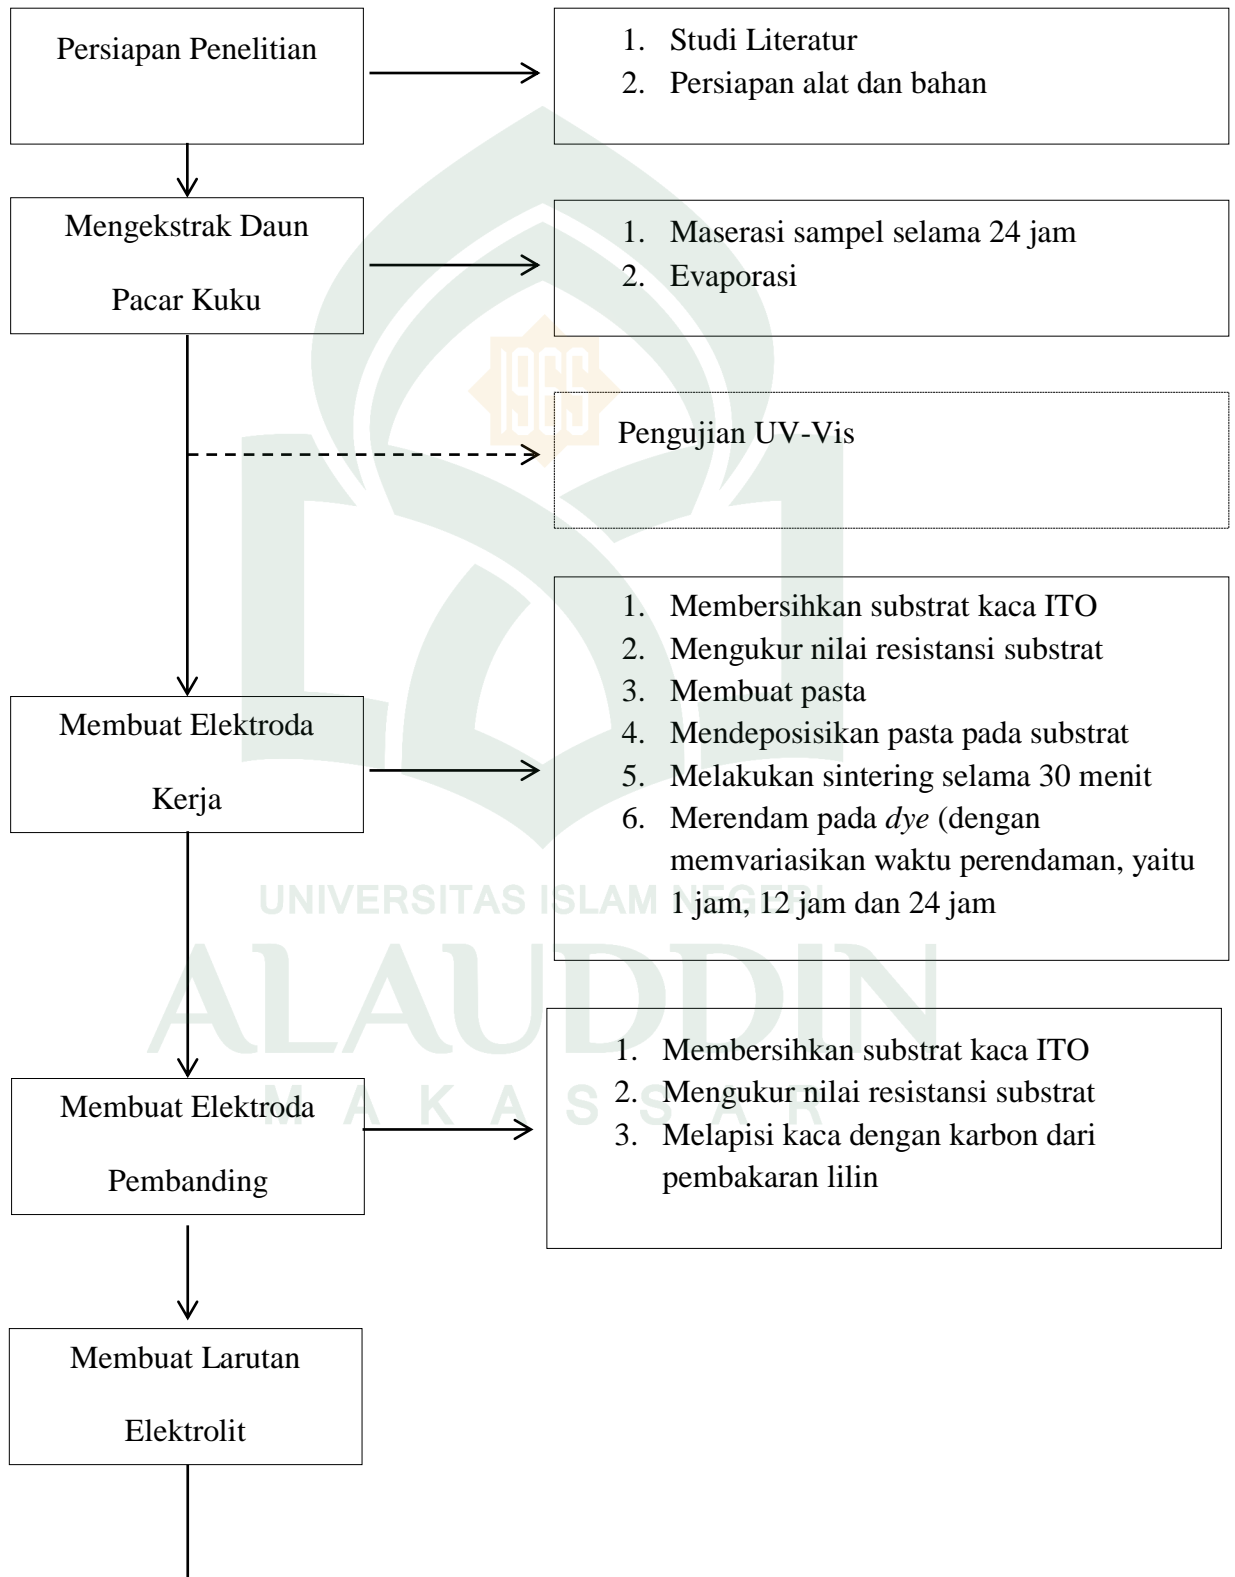 Persiapan Penelitian
1. Studi Literatur
2. Persiapan alat dan bahan
Mengekstrak Daun
Pacar Kuku
1. Maserasi sampel selama 24 jam
2. Evaporasi
1965
Pengujian UV-Vis
Membuat Elektroda
Kerja
1. Membersihkan substrat kaca ITO
2. Mengukur nilai resistansi substrat
3. Membuat pasta
4. Mendeposisikan pasta pada substrat
5. Melakukan sintering selama 30 menit
6. Merendam pada dye (dengan
memvariasikan waktu perendaman, yaitu
1 jam, 12 jam dan 24 jam
UNIVERSITAS ISLAM NEGERI
ALAUDDIN
MAKASSAR
Membuat Elektroda
Pembanding
1. Membersihkan substrat kaca ITO
2. Mengukur nilai resistansi substrat
3. Melapisi kaca dengan karbon dari
pembakaran lilin
Membuat Larutan
Elektrolit